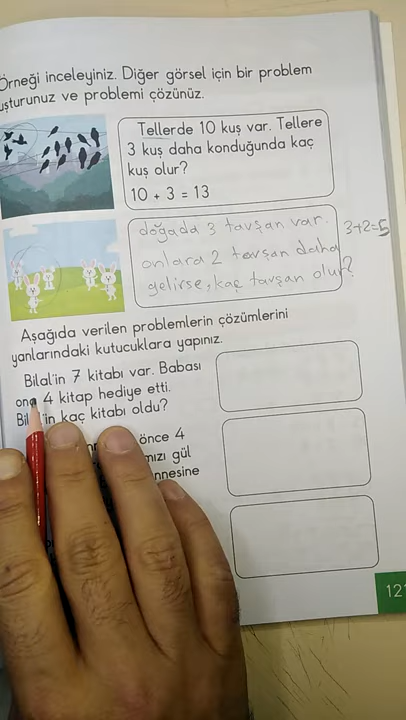 Örneği inceleyiniz. Diğer görsel için bir problem
uşturunuz ve problemi çözünüz.
Tellerde 10 kuş var. Tellere
3 kuş daha konduğunda kaç
kuş olur?
10 + 3 = 13
doğada 3 tavşan var.
3+2=5
onlara 2 tavşan daha
gelirse, kaç tavşan olur?
Aşağıda verilen problemlerin çözümlerini
yanlarındaki kutucuklara yapınız.
Bilal'in 7 kitabı var. Babası
ona 4 kitap hediye etti.
kaç kitabı oldu?
önce 4
mızı gül
nnesine
12